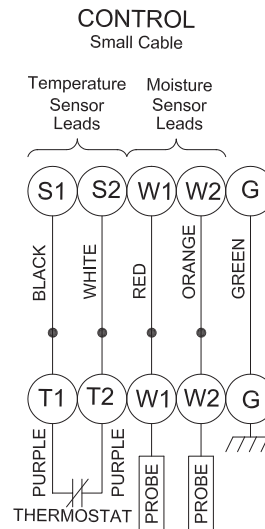 CONTROL
Small Cable
Temperature Moisture
Sensor Sensor
Leads Leads
S1 S2 W1 W2 G
BLACK WHITE RED ORANGE GREEN
T1 T2 W1 W2 G
PURPLE PURPLE PROBE PROBE
THERMOSTAT